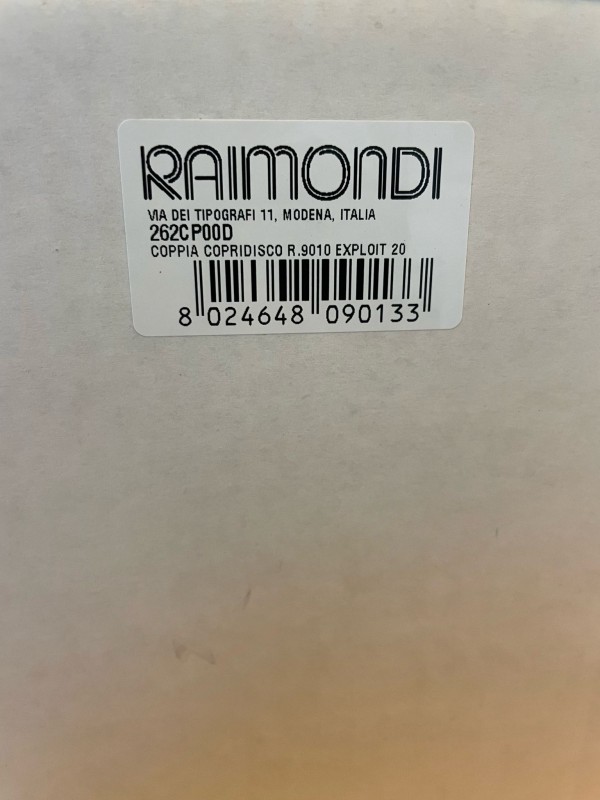 RAIMONDI
VIA DEI TIPOGRAFI 11, MODENA, ITALIA
262CP00D
COPPIA COPRIDISCO R.9010 EXPLOIT 20
8 024648 090133